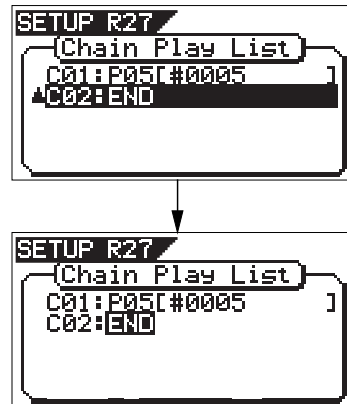 SETUP R27
Chain Play List
C01:P05[#0005 ]
C02:END
SETUP R27
Chain Play List
C01:P05[#0005 ]
C02:END